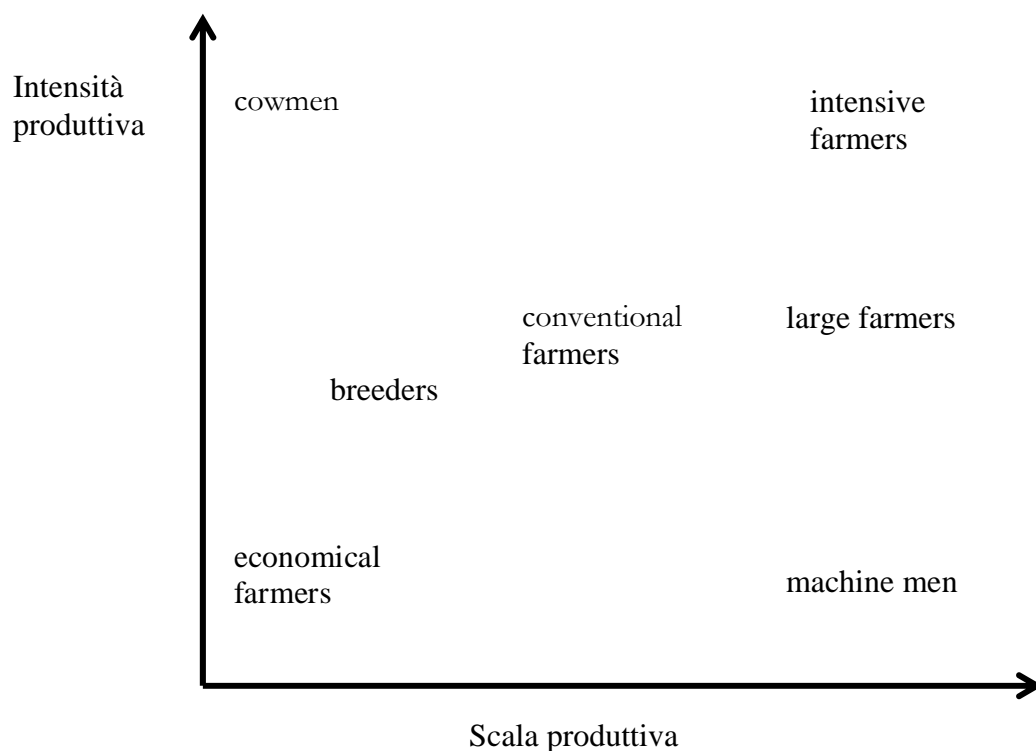 Intensità
produttiva
cowmen
intensive
farmers
conventional
farmers
large farmers
breeders
economical
farmers
machine men
Scala produttiva